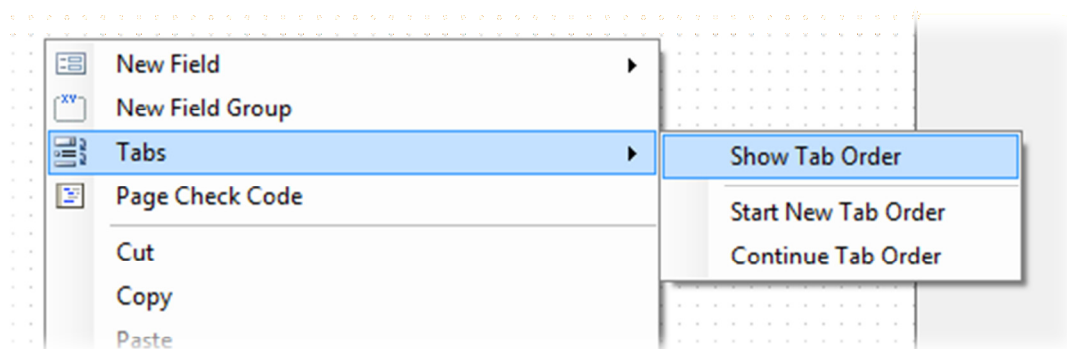 New Field
New Field Group
Tabs
Page Check Code
Cut
Copy
Paste
Show Tab Order
Start New Tab Order
Continue Tab Order